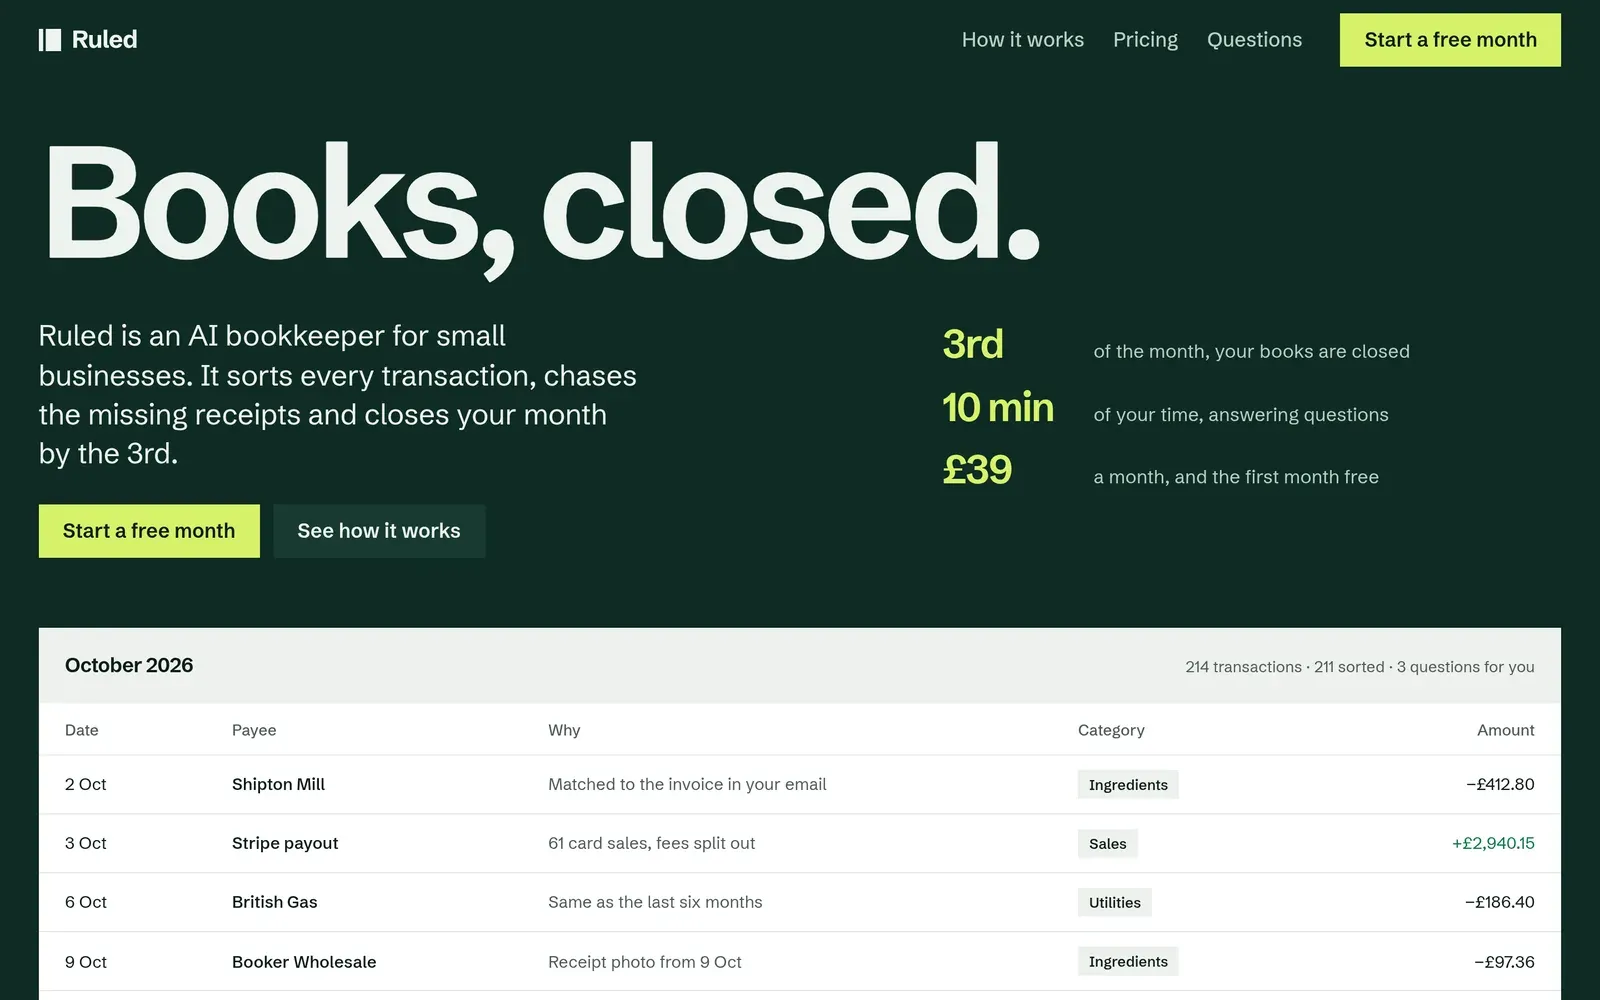 Ruled
How it works
Pricing
Questions
Start a free month
Books, closed.
Ruled is an AI bookkeeper for small
businesses. It sorts every transaction, chases
the missing receipts and closes your month
by the 3rd.
Start a free month
See how it works
3rd of the month, your books are closed
10 min of your time, answering questions
£39 a month, and the first month free
October 2026
214 transactions · 211 sorted · 3 questions for you
Date Payee Why Category Amount
2 Oct Shipton Mill Matched to the invoice in your email Ingredients −£412.80
3 Oct Stripe payout 61 card sales, fees split out Sales +£2,940.15
6 Oct British Gas Same as the last six months Utilities −£186.40
9 Oct Booker Wholesale Receipt photo from 9 Oct Ingredients −£97.36